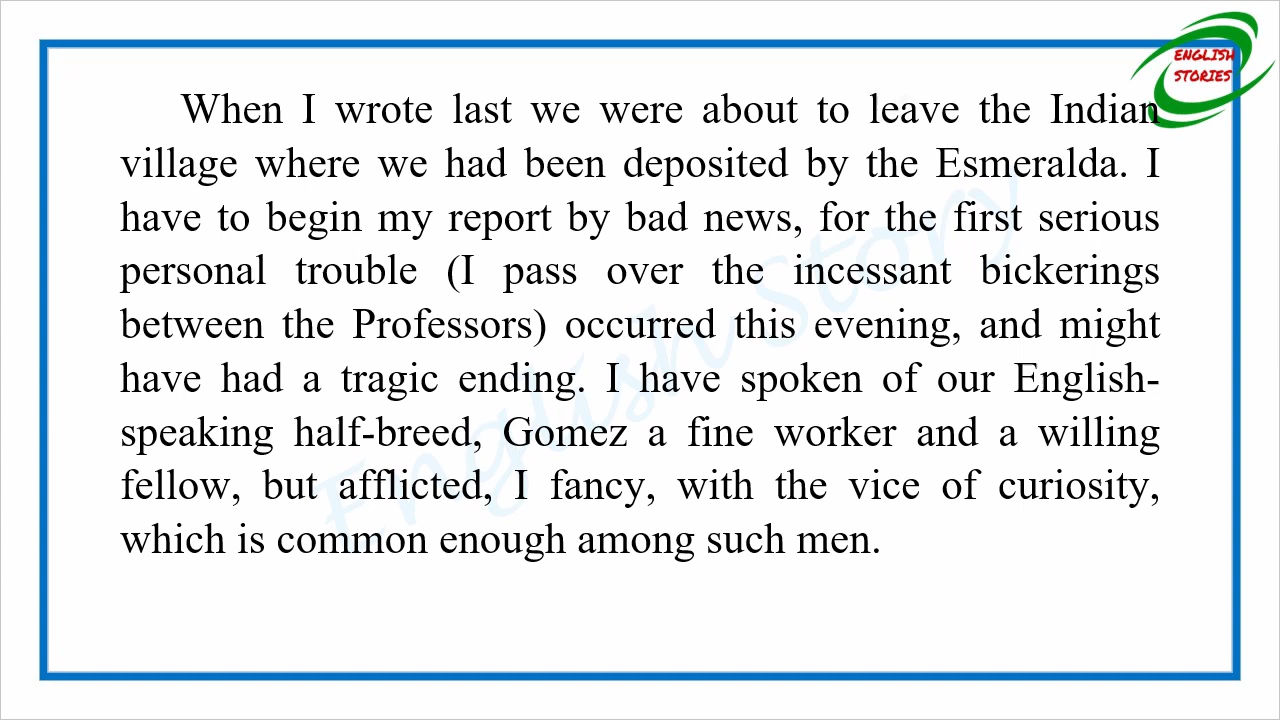 ENGLISH
STORIES
When I wrote last we were about to leave the Indian
village where we had been deposited by the Esmeralda. I
have to begin my report by bad news, for the first serious
personal trouble (I pass over the incessant bickerings
between the Professors) occurred this evening, and might
have had a tragic ending. I have spoken of our English-
speaking half-breed, Gomez a fine worker and a willing
fellow, but afflicted, I fancy, with the vice of curiosity,
which is common enough among such men.
English Story